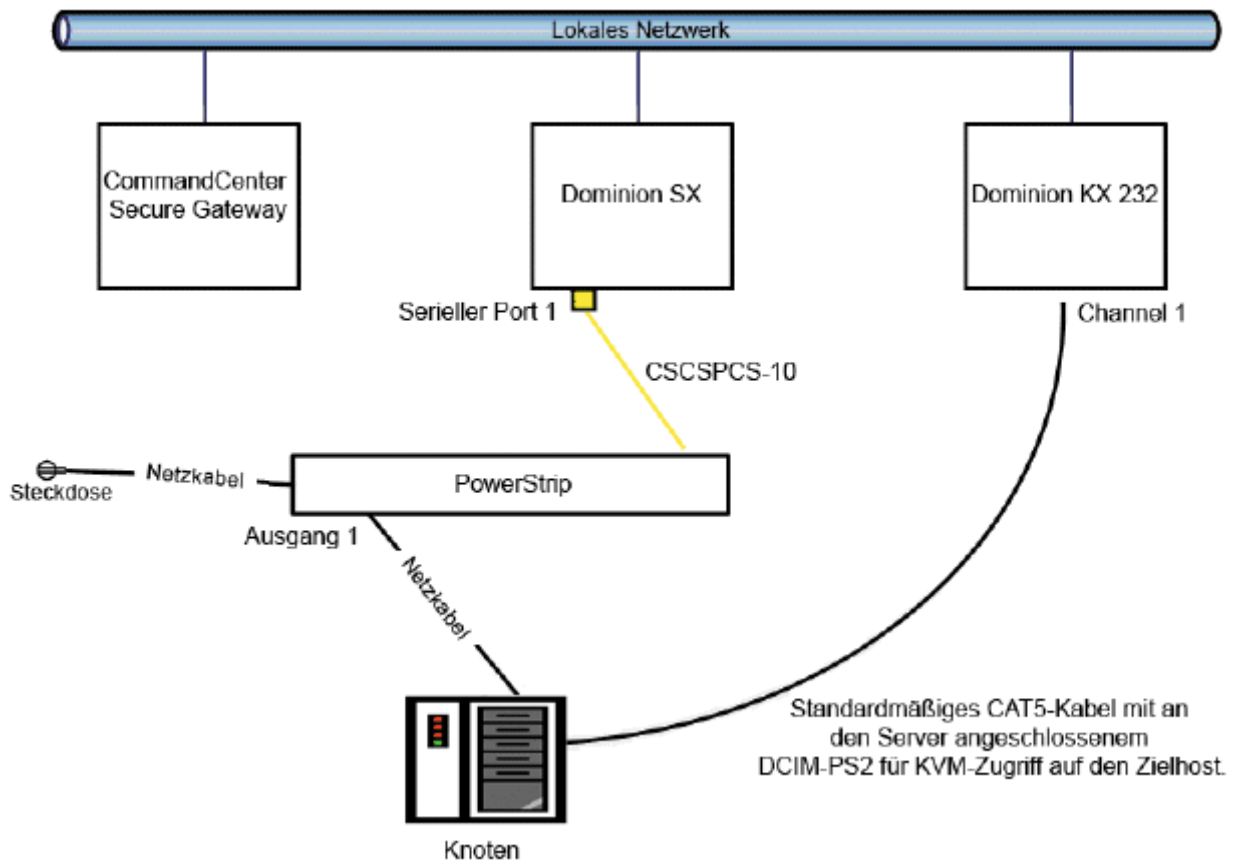 Lokales Netzwerk
CommandCenter
Secure Gateway
Dominion SX
Dominion KX 232
Serieller Port 1
Channel 1
CSCSPCS-10
Netzkabel
Steckdose
PowerStrip
Ausgang 1
Netzkabel
Standardmäßiges CAT5-Kabel mit an
den Server angeschlossenem
DCIM-PS2 für KVM-Zugriff auf den Zielhost.
Knoten